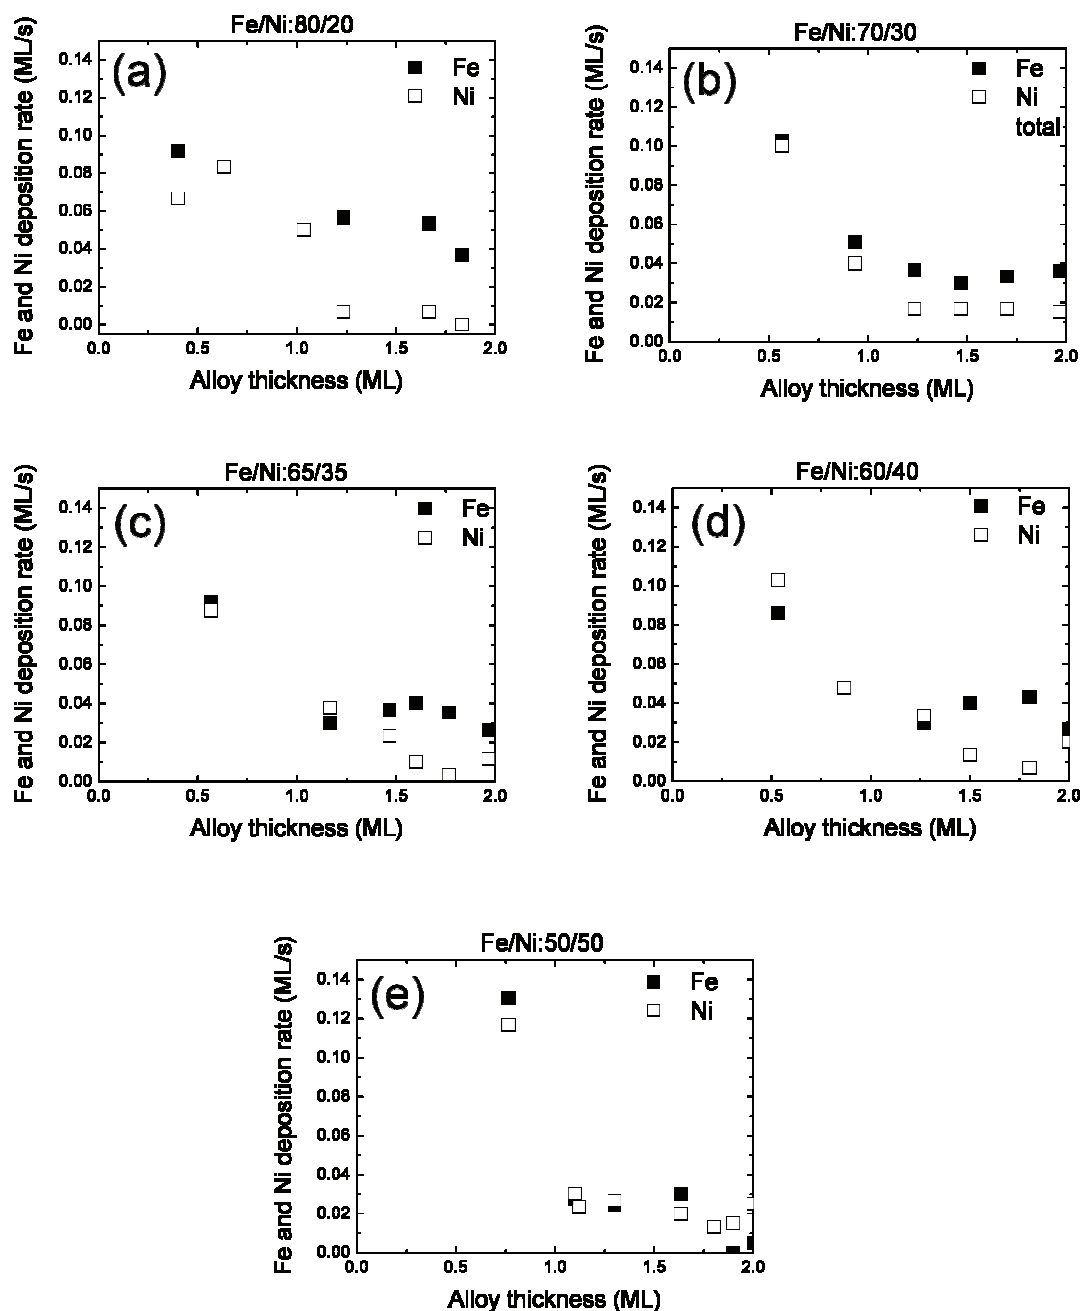 Fe/Ni:80/20
(a)
Fe
Ni
Fe and Ni deposition rate (ML/s)
0.14
0.12
0.10
0.08
0.06
0.04
0.02
0.00
0.0 0.5 1.0 1.5 2.0
Alloy thickness (ML)
Fe/Ni:70/30
(b)
Fe
Ni
total
Fe and Ni deposition rate (ML/s)
0.14
0.12
0.10
0.08
0.06
0.04
0.02
0.00
0.0 0.5 1.0 1.5 2.0
Alloy thickness (ML)
Fe/Ni:65/35
(c)
Fe
Ni
Fe and Ni deposition rate (ML/s)
0.14
0.12
0.10
0.08
0.06
0.04
0.02
0.00
0.0 0.5 1.0 1.5 2.0
Alloy thickness (ML)
Fe/Ni:60/40
(d)
Fe
Ni
Fe and Ni deposition rate (ML/s)
0.14
0.12
0.10
0.08
0.06
0.04
0.02
0.00
0.0 0.5 1.0 1.5 2.0
Alloy thickness (ML)
Fe/Ni:50/50
(e)
Fe
Ni
Fe and Ni deposition rate (ML/s)
0.14
0.12
0.10
0.08
0.06
0.04
0.02
0.00
0.0 0.5 1.0 1.5 2.0
Alloy thickness (ML)